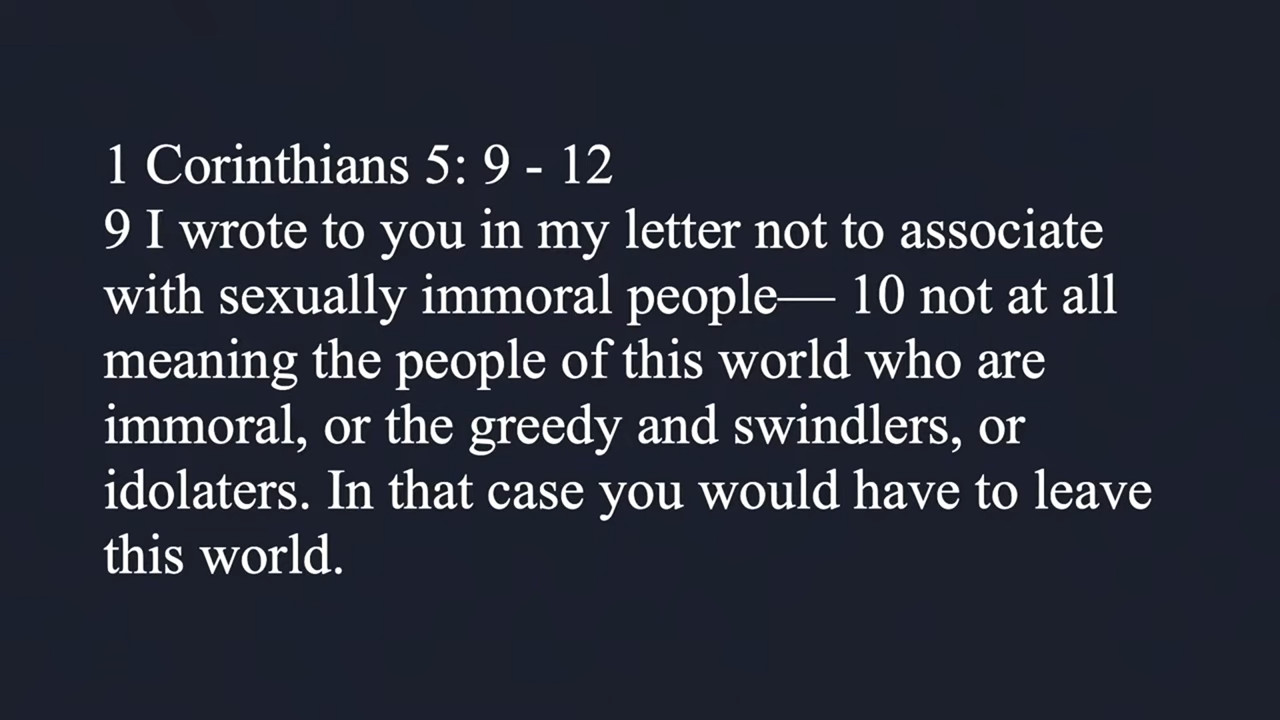 1 Corinthians 5: 9 - 12
9 I wrote to you in my letter not to associate
with sexually immoral people— 10 not at all
meaning the people of this world who are
immoral, or the greedy and swindlers, or
idolaters. In that case you would have to leave
this world.